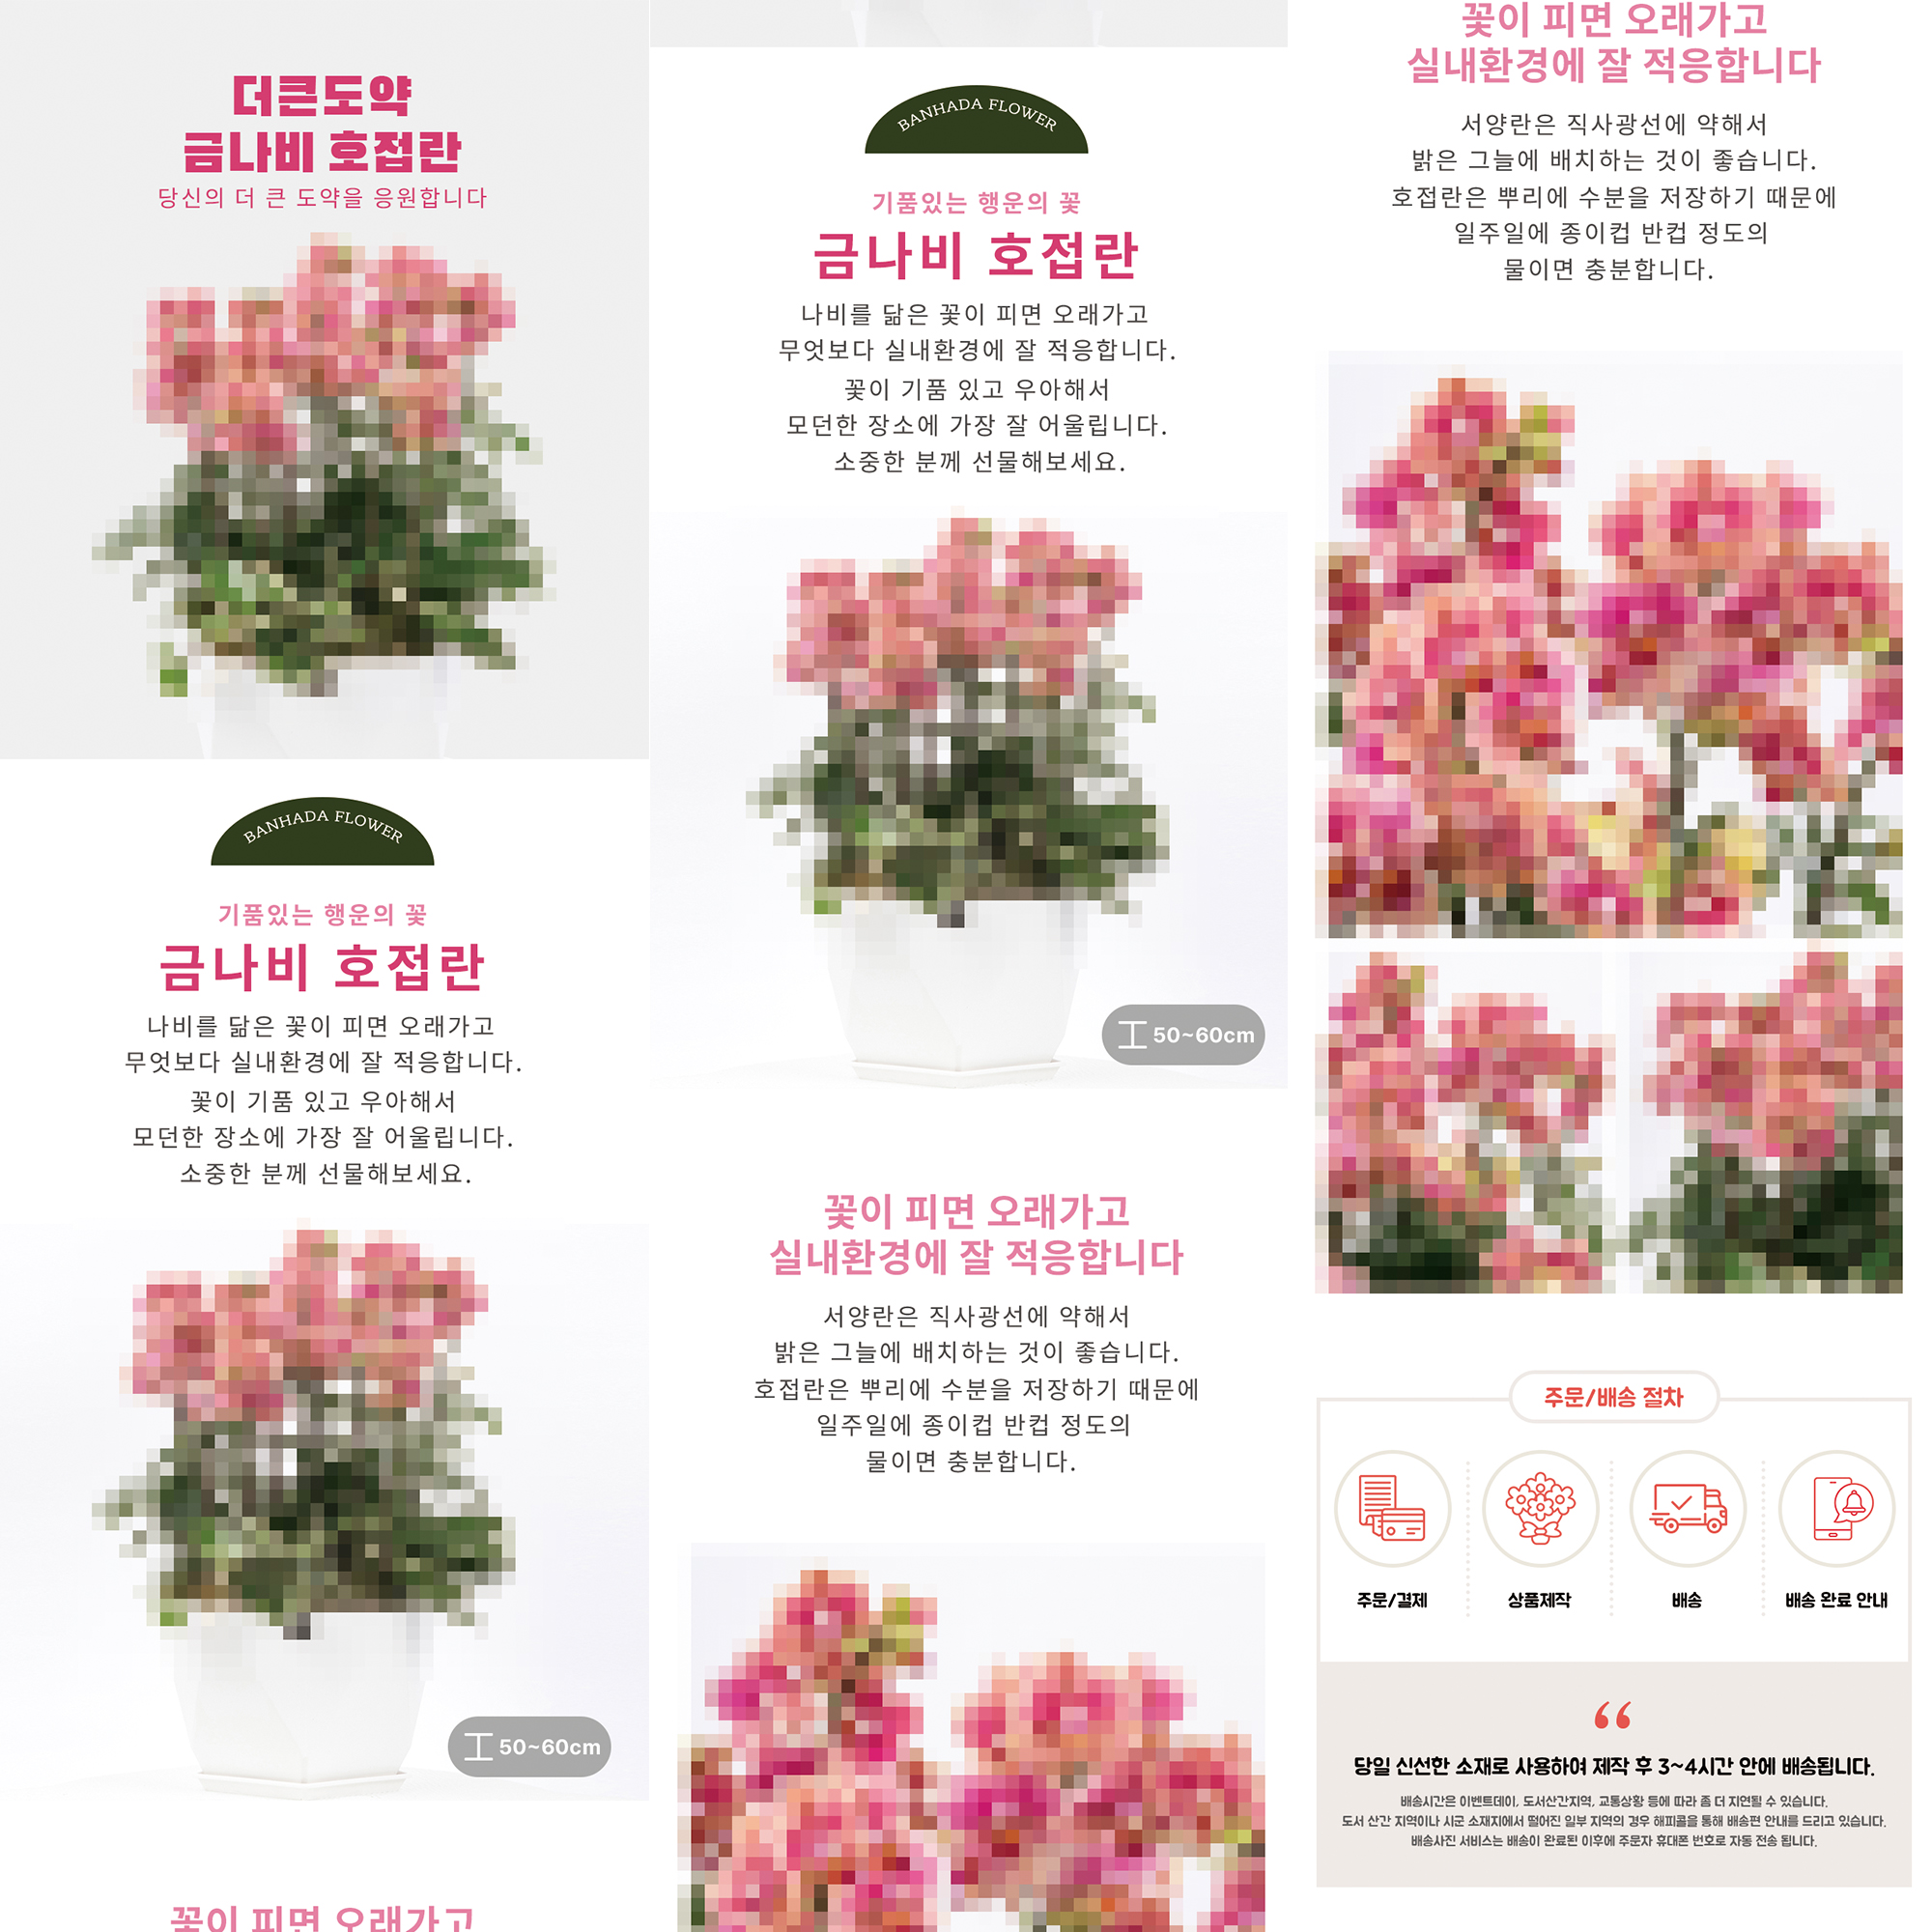 더큰도약
금나비 호접란
당신의 더 큰 도약을 응원합니다
BANHADA FLOWER
기품있는 행운의 꽃
금나비 호접란
나비를 닮은 꽃이 피면 오래가고
무엇보다 실내환경에 잘 적응합니다.
꽃이 기품 있고 우아해서
모던한 장소에 가장 잘 어울립니다.
소중한 분께 선물해보세요.
50~60cm
꽃이 피면 오래가고
BANHADA FLOWER
기품있는 행운의 꽃
금나비 호접란
나비를 닮은 꽃이 피면 오래가고
무엇보다 실내환경에 잘 적응합니다.
꽃이 기품 있고 우아해서
모던한 장소에 가장 잘 어울립니다.
소중한 분께 선물해보세요.
50~60cm
꽃이 피면 오래가고
실내환경에 잘 적응합니다
서양란은 직사광선에 약해서
밝은 그늘에 배치하는 것이 좋습니다.
호접란은 뿌리에 수분을 저장하기 때문에
일주일에 종이컵 반컵 정도의
물이면 충분합니다.
꽃이 피면 오래가고
실내환경에 잘 적응합니다
서양란은 직사광선에 약해서
밝은 그늘에 배치하는 것이 좋습니다.
호접란은 뿌리에 수분을 저장하기 때문에
일주일에 종이컵 반컵 정도의
물이면 충분합니다.
주문/배송 절차
주문/결제
상품제작
배송
배송 완료 안내
“
당일 신선한 소재로 사용하여 제작 후 3~4시간 안에 배송됩니다.
배송시간은 이벤트데이, 도서산간지역, 교통상황 등에 따라 좀 더 지연될 수 있습니다.
도서 산간 지역이나 시군 소재지에서 떨어진 일부 지역의 경우 해피콜을 통해 배송편 안내를 드리고 있습니다.
배송사진 서비스는 배송이 완료된 이후에 주문자 휴대폰 번호로 자동 전송 됩니다.